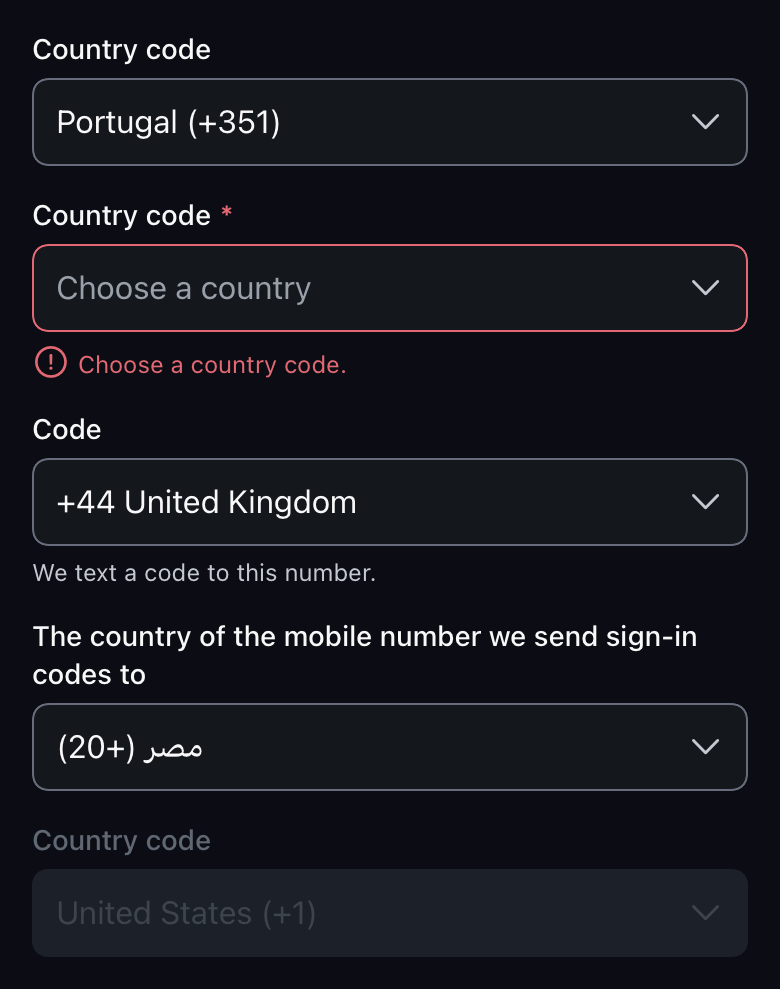 Country code
Portugal (+351)
Country code *
Choose a country
Choose a country code.
Code
+44 United Kingdom
We text a code to this number.
The country of the mobile number we send sign-in
codes to
مصر (+20)
Country code
United States (+1)